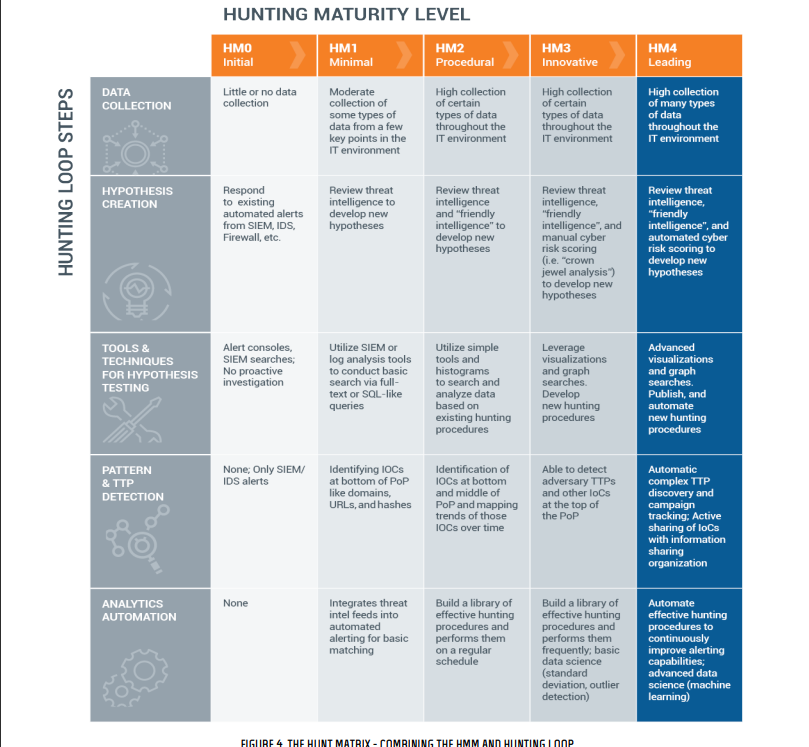 HUNTING MATURITY LEVEL
HUNTING LOOP STEPS
HM0
Initial
HM1
Minimal
HM2
Procedural
HM3
Innovative
HM4
Leading
DATA
COLLECTION
Little or no data
collection
Moderate
collection of
some types of
data from a few
key points in the
IT environment
High collection
of certain
types of data
throughout the
IT environment
High collection
of certain
types of data
throughout the
IT environment
High collection
of many types
of data
throughout the
IT environment
HYPOTHESIS
CREATION
Respond
to existing
automated alerts
from SIEM, IDS,
Firewall, etc.
Review threat
intelligence to
develop new
hypotheses
Review threat
intelligence
and “friendly
intelligence” to
develop new
hypotheses
Review threat
intelligence,
“friendly
intelligence”, and
manual cyber
risk scoring
(i.e. “crown
jewel analysis”)
to develop new
hypotheses
Review threat
intelligence,
“friendly
intelligence”, and
automated cyber
risk scoring to
develop new
hypotheses
TOOLS &
TECHNIQUES
FOR HYPOTHESIS
TESTING
Alert consoles,
SIEM searches;
No proactive
investigation
Utilize SIEM or
log analysis tools
to conduct basic
search via full-
text or SQL-like
queries
Utilize simple
tools and
histograms
to search and
analyze data
based on
existing hunting
procedures
Leverage
visualizations
and graph
searches.
Develop
new hunting
procedures
Advanced
visualizations
and graph
searches.
Publish, and
automate
new hunting
procedures
PATTERN
& TTP
DETECTION
None; Only SIEM/
IDS alerts
Identifying IOCs
at bottom of PoP
like domains,
URLs, and hashes
Identification of
IOCs at bottom
and middle of
PoP and mapping
trends of those
IOCs over time
Able to detect
adversary TTPs
and other IoCs
at the top of
the PoP
Automatic
complex TTP
discovery and
campaign
tracking; Active
sharing of IoCs
with information
sharing
organization
ANALYTICS
AUTOMATION
None
Integrates threat
intel feeds into
automated
alerting for basic
matching
Build a library of
effective hunting
procedures and
performs them
on a regular
schedule
Build a library of
effective hunting
procedures and
performs them
frequently; basic
data science
(standard
deviation, outlier
detection)
Automate
effective hunting
procedures to
continuously
improve alerting
capabilities;
advanced data
science (machine
learning)
FIGURE 4. THE HUNT MATRIX - COMBINING THE HMM AND HUNTING LOOP